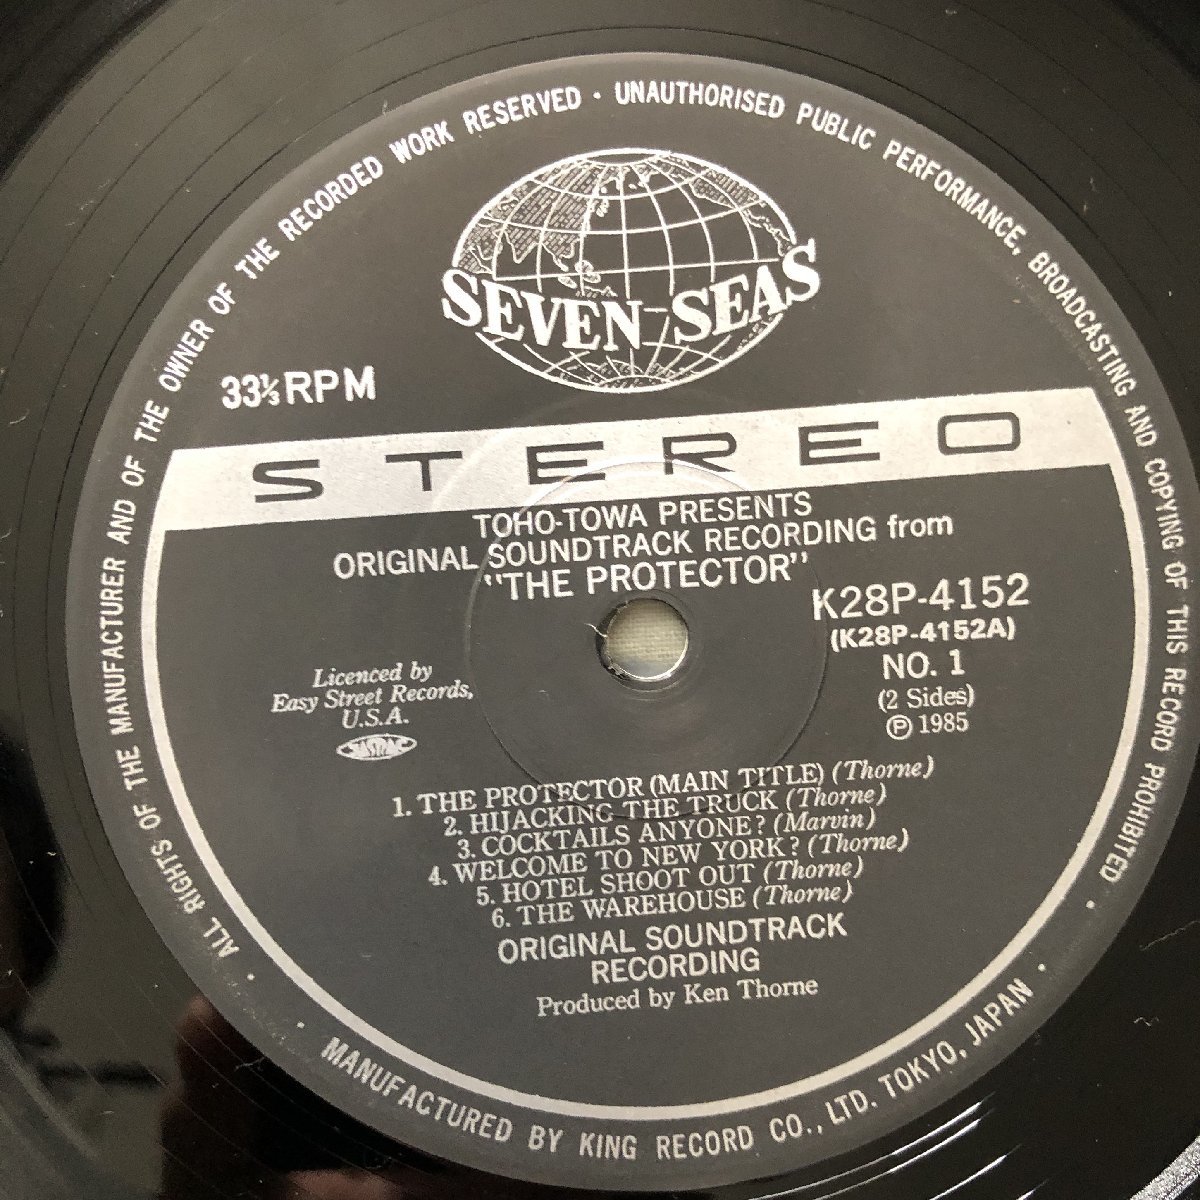 ALL RIGHTS OF THE MANUFACTURER AND OF THE OWNER OF THE RECORDED WORK RESERVED · UNAUTHORISED PUBLIC PERFORMANCE, BROADCASTING AND COPYING OF THIS RECORD PROHIBITED ·
SEVEN SEAS
33⅓ RPM
STEREO
TOHO-TOWA PRESENTS
ORIGINAL SOUNDTRACK RECORDING from
"THE PROTECTOR"
K28P-4152
(K28P-4152A)
NO. 1
(2 Sides)
Ⓟ 1985
Licenced by
Easy Street Records,
U.S.A.
JASRAC
1. THE PROTECTOR (MAIN TITLE) (Thorne)
2. HIJACKING THE TRUCK (Thorne)
3. COCKTAILS ANYONE? (Marvin)
4. WELCOME TO NEW YORK? (Thorne)
5. HOTEL SHOOT OUT (Thorne)
6. THE WAREHOUSE (Thorne)
ORIGINAL SOUNDTRACK
RECORDING
Produced by Ken Thorne
· MANUFACTURED BY KING RECORD CO., LTD. TOKYO, JAPAN ·